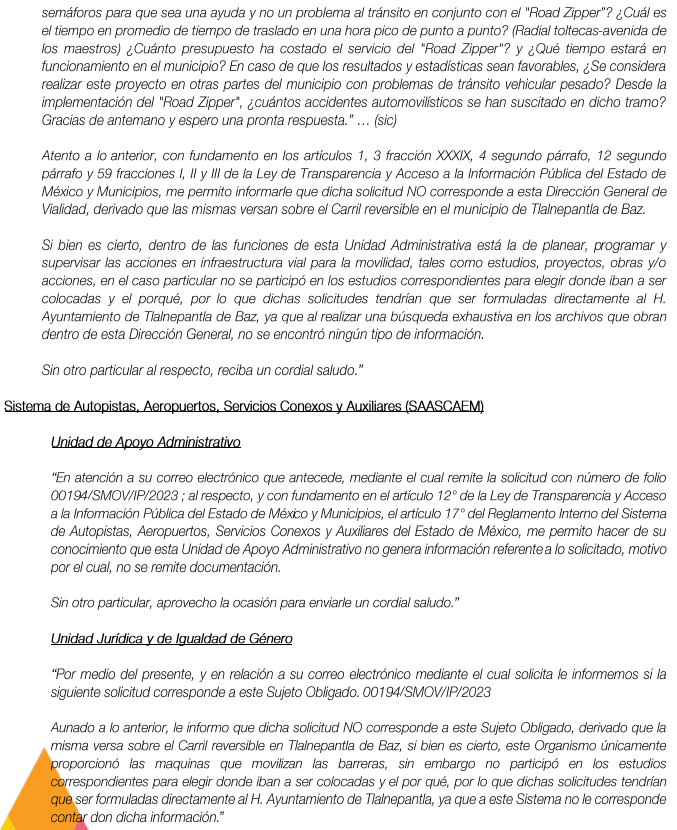 semáforos para que sea una ayuda y no un problema al tránsito en conjunto con el "Road Zipper"? ¿Cuál es
el tiempo en promedio de tiempo de traslado en una hora pico de punto a punto? (Radial toltecas-avenida de
los maestros) ¿Cuánto presupuesto ha costado el servicio del "Road Zipper"? y ¿Qué tiempo estará en
funcionamiento en el municipio? En caso de que los resultados y estadísticas sean favorables, ¿Se considera
realizar este proyecto en otras partes del municipio con problemas de tránsito vehicular pesado? Desde la
implementación del "Road Zipper", ¿cuántos accidentes automovilísticos se han suscitado en dicho tramo?
Gracias de antemano y espero una pronta respuesta.” … (sic)
Atento a lo anterior, con fundamento en los artículos 1, 3 fracción XXXIX, 4 segundo párrafo, 12 segundo
párrafo y 59 fracciones I, II y III de la Ley de Transparencia y Acceso a la Información Pública del Estado de
México y Municipios, me permito informarle que dicha solicitud NO corresponde a esta Dirección General de
Vialidad, derivado que las mismas versan sobre el Carril reversible en el municipio de Tlalnepantla de Baz.
Si bien es cierto, dentro de las funciones de esta Unidad Administrativa está la de planear, programar y
supervisar las acciones en infraestructura vial para la movilidad, tales como estudios, proyectos, obras y/o
acciones, en el caso particular no se participó en los estudios correspondientes para elegir donde iban a ser
colocadas y el porqué, por lo que dichas solicitudes tendrían que ser formuladas directamente al H.
Ayuntamiento de Tlalnepantla de Baz, ya que al realizar una búsqueda exhaustiva en los archivos que obran
dentro de esta Dirección General, no se encontró ningún tipo de información.
Sin otro particular al respecto, reciba un cordial saludo.”
Sistema de Autopistas, Aeropuertos, Servicios Conexos y Auxiliares (SAASCAEM)
Unidad de Apoyo Administrativo
“En atención a su correo electrónico que antecede, mediante el cual remite la solicitud con número de folio
00194/SMOV/IP/2023 ; al respecto, y con fundamento en el artículo 12° de la Ley de Transparencia y Acceso
a la Información Pública del Estado de México y Municipios, el artículo 17° del Reglamento Interno del Sistema
de Autopistas, Aeropuertos, Servicios Conexos y Auxiliares del Estado de México, me permito hacer de su
conocimiento que esta Unidad de Apoyo Administrativo no genera información referente a lo solicitado, motivo
por el cual, no se remite documentación.
Sin otro particular, aprovecho la ocasión para enviarle un cordial saludo.”
Unidad Jurídica y de Igualdad de Género
“Por medio del presente, y en relación a su correo electrónico mediante el cual solicita le informemos si la
siguiente solicitud corresponde a este Sujeto Obligado. 00194/SMOV/IP/2023
Aunado a lo anterior, le informo que dicha solicitud NO corresponde a este Sujeto Obligado, derivado que la
misma versa sobre el Carril reversible en Tlalnepantla de Baz, si bien es cierto, este Organismo únicamente
proporcionó las maquinas que movilizan las barreras, sin embargo no participó en los estudios
correspondientes para elegir donde iban a ser colocadas y el por qué, por lo que dichas solicitudes tendrían
que ser formuladas directamente al H. Ayuntamiento de Tlalnepantla, ya que a este Sistema no le corresponde
contar don dicha información.”